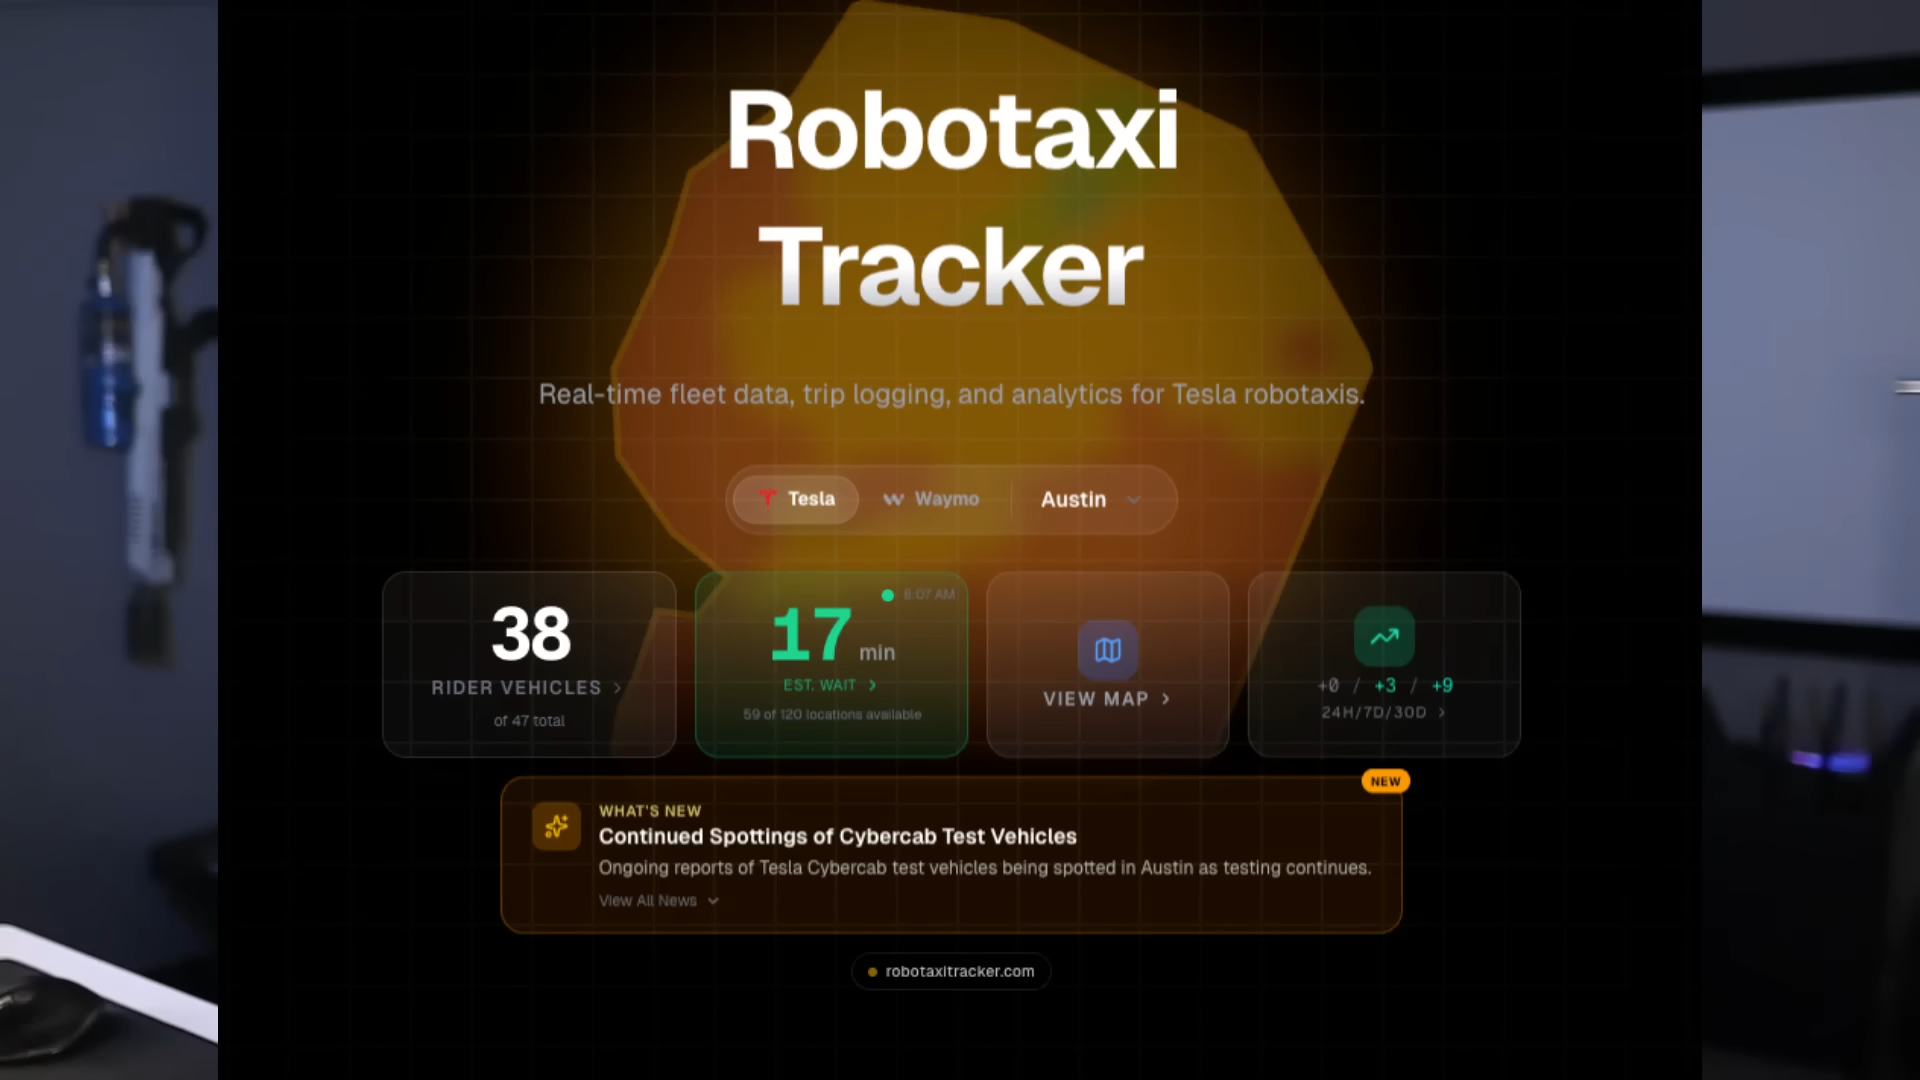 Robotaxi
Tracker
Real-time fleet data, trip logging, and analytics for Tesla robotaxis.
Tesla Waymo Austin
38
RIDER VEHICLES >
of 47 total
8:07 AM
17 min
EST. WAIT >
59 of 120 locations available
VIEW MAP >
+0 / +3 / +9
24H/7D/30D >
NEW
WHAT'S NEW
Continued Spottings of Cybercab Test Vehicles
Ongoing reports of Tesla Cybercab test vehicles being spotted in Austin as testing continues.
View All News
robotaxitracker.com